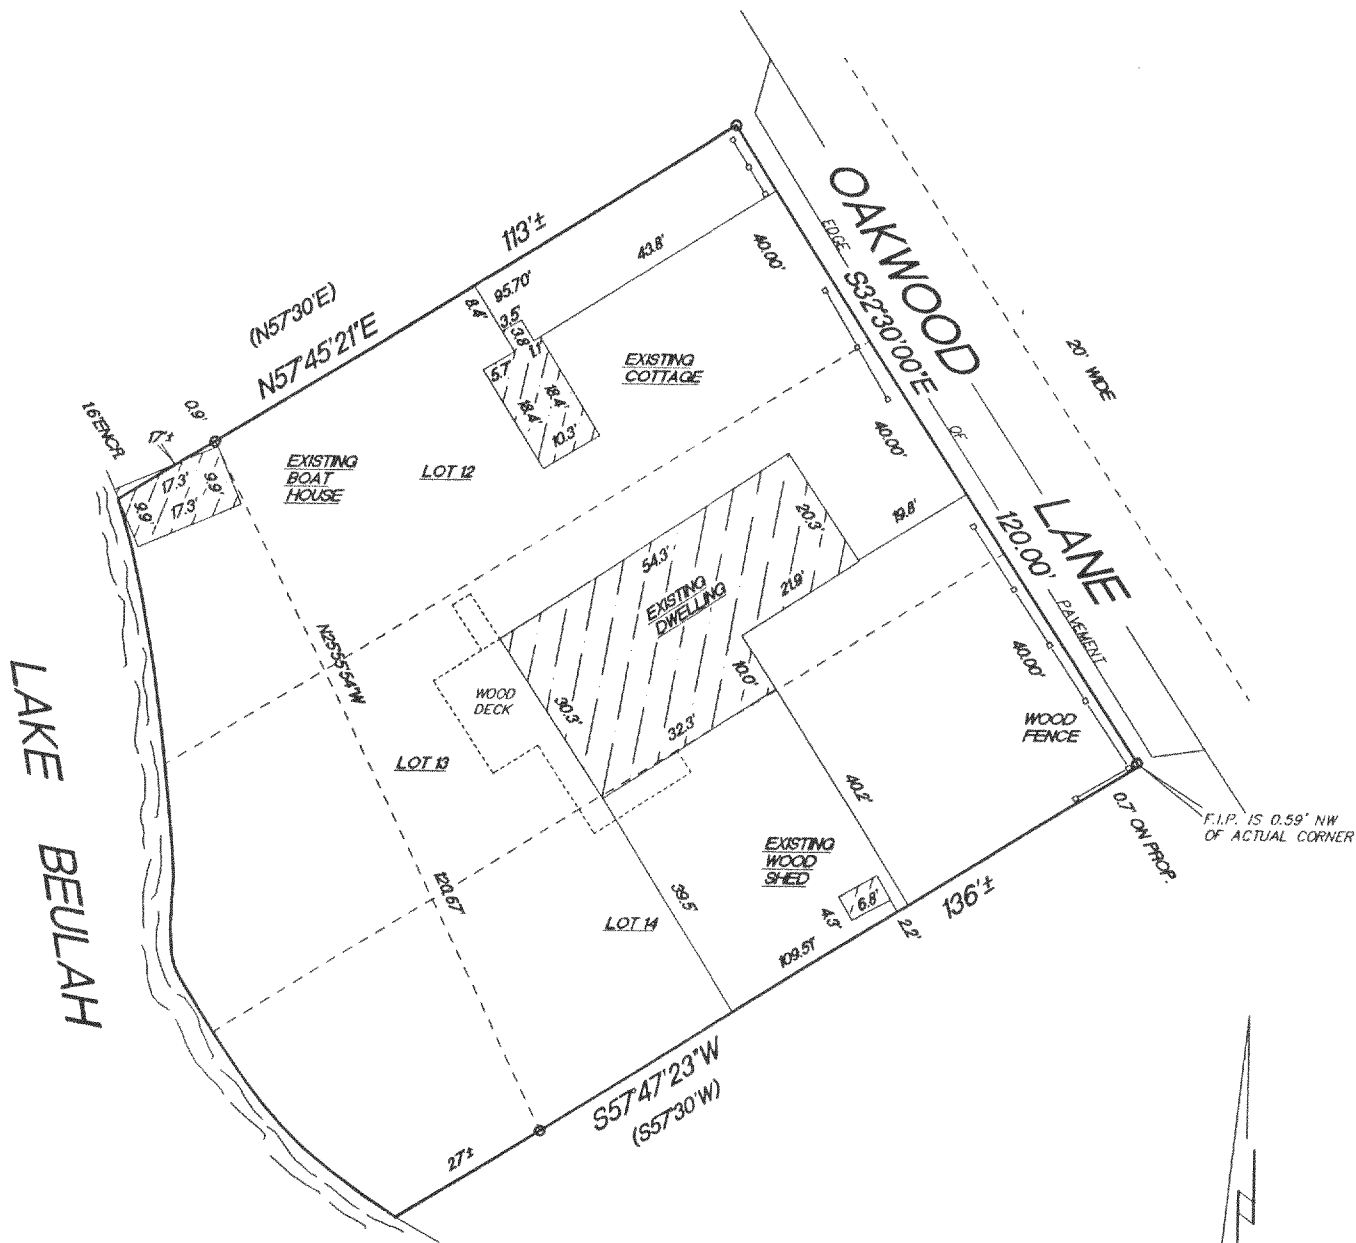 OAKWOOD
LANE
EDGE
OF
PAVEMENT
S32°30'00"E
120.00'
20' WIDE
113'±
95.70'
(N57°30'E)
N57°45'21"E
43.8'
40.00'
40.00'
40.00'
8.4'
3.5'
3.8'
1.1'
5.7'
18.4'
18.4'
10.3'
EXISTING
COTTAGE
1.6' ENCR.
17'±
0.9'
17.3'
9.9'
9.9'
17.3'
EXISTING
BOAT
HOUSE
LOT 12
54.3'
20.3'
19.8'
21.9'
EXISTING
DWELLING
10.0'
30.3'
32.3'
WOOD
DECK
N25°55'54"W
120.67'
LOT 13
WOOD
FENCE
40.2'
39.5'
EXISTING
WOOD
SHED
6.8'
4.3'
2.2'
LOT 14
0.7' ON PROP.
F.I.P. IS 0.59' NW
OF ACTUAL CORNER
136'±
109.51'
S57°47'23"W
(S57°30'W)
27'±
LAKE
BEULAH